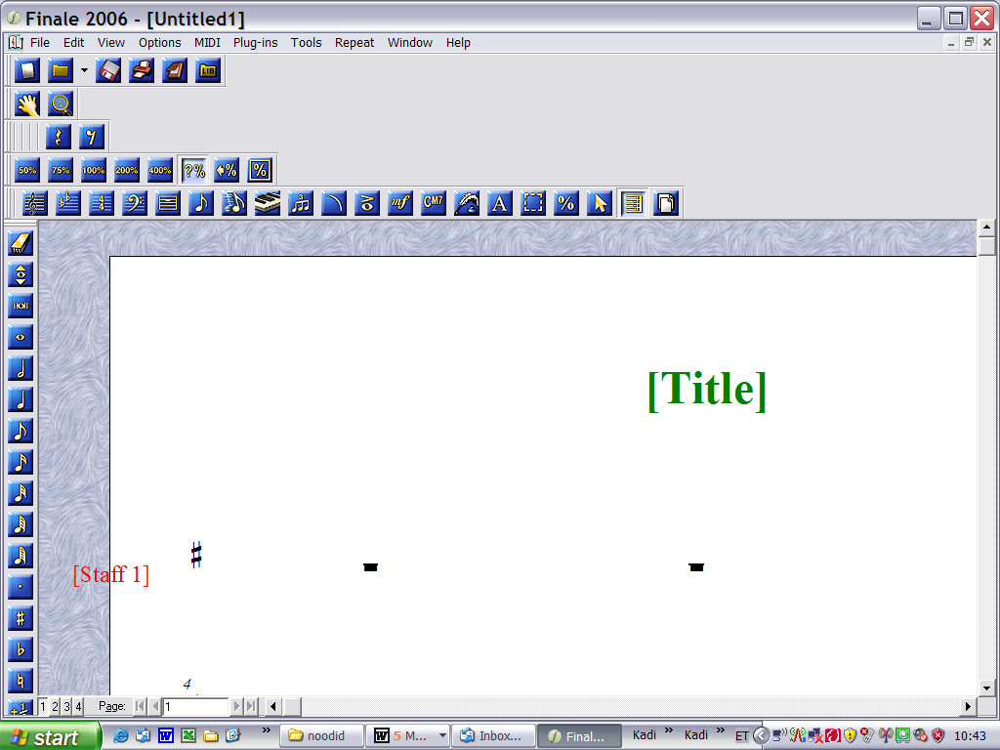 Finale 2006 - [Untitled1]
File Edit View Options MIDI Plug-ins Tools Repeat Window Help
LIB
50% 75% 100% 200% 400% ?% % %
mf CM7 A %
[Title]
[Staff 1]
4
1 2 3 4 Page: 1
start noodid 5 M... Inbox... Final... Kadi » Kadi » ET 10:43